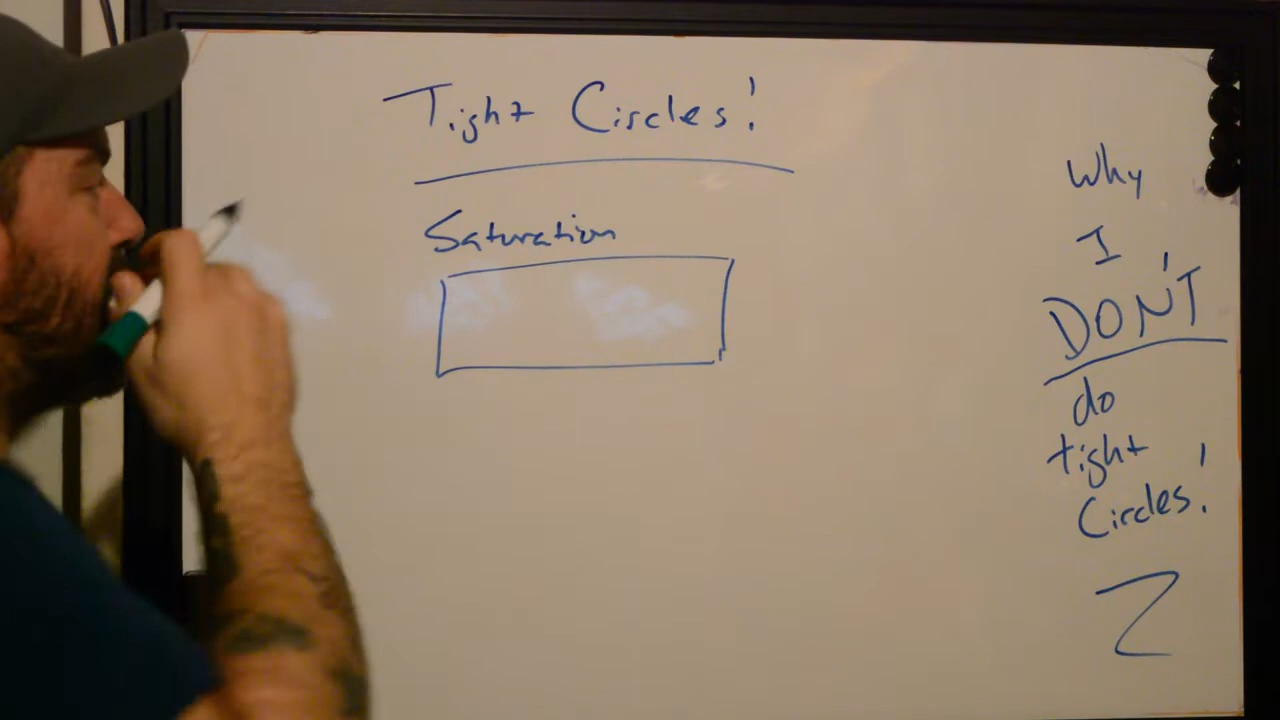 Tight Circles!
Saturation
Why
I
DON'T
do
tight
Circles!
Z